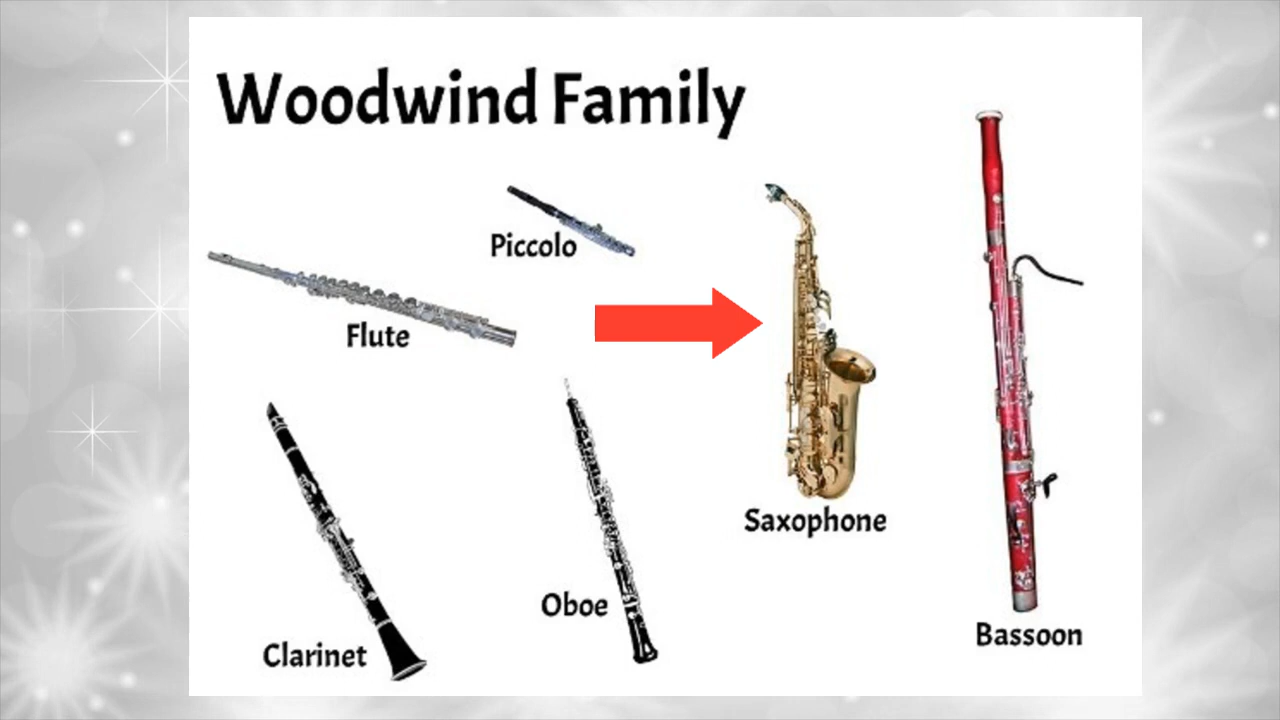 Woodwind Family
Piccolo
Flute
Saxophone
Oboe
Bassoon
Clarinet